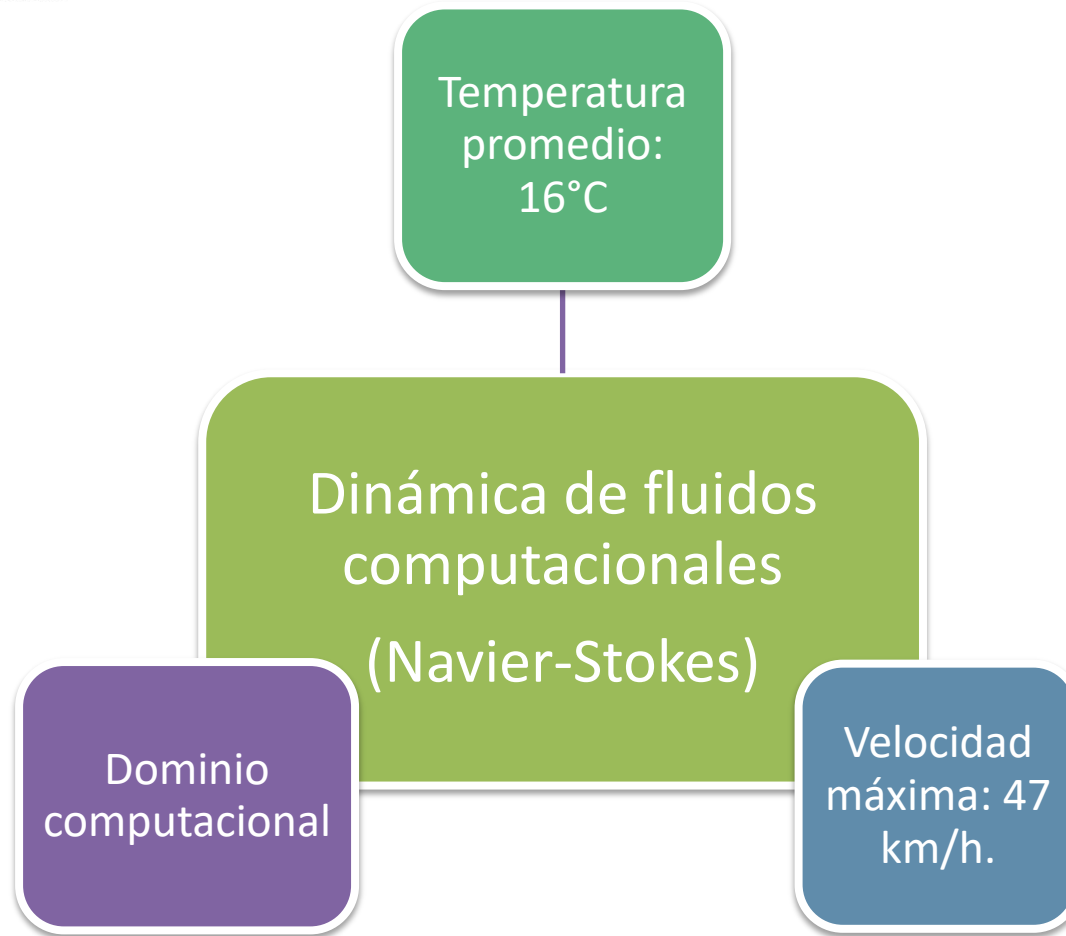 Temperatura
promedio:
16°C
Dinámica de fluidos
computacionales
(Navier-Stokes)
Dominio
computacional
Velocidad
máxima: 47
km/h.